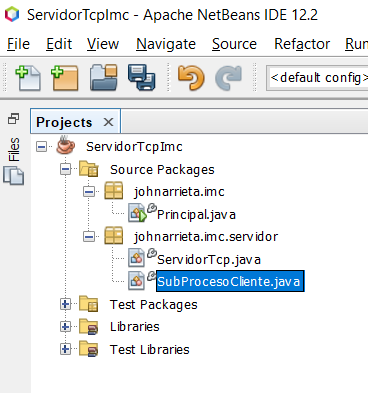 ServidorTcpImc - Apache NetBeans IDE 12.2
File Edit View Navigate Source Refactor Run
<default config>
Projects
Files
ServidorTcpImc
Source Packages
johnarrieta.imc
Principal.java
johnarrieta.imc.servidor
ServidorTcp.java
SubProcesoCliente.java
Test Packages
Libraries
Test Libraries